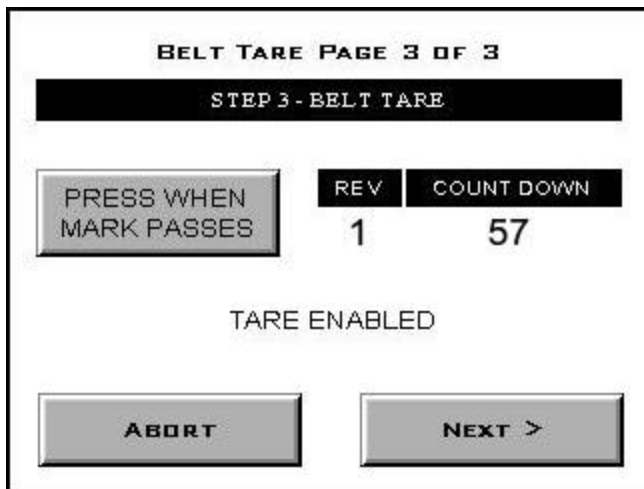 BELT TARE PAGE 3 OF 3
STEP 3 - BELT TARE
PRESS WHEN
MARK PASSES
REV COUNT DOWN
1 57
TARE ENABLED
ABORT NEXT >